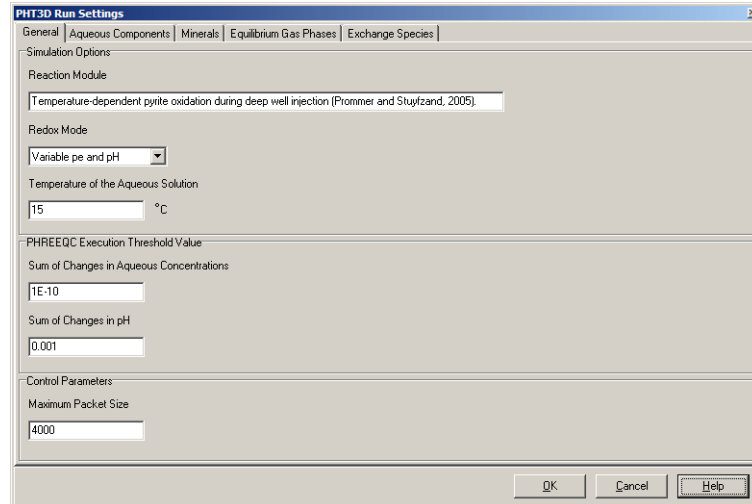 PHT3D Run Settings
General Aqueous Components Minerals Equilibrium Gas Phases Exchange Species
Simulation Options
Reaction Module
Temperature-dependent pyrite oxidation during deep well injection (Prommer and Stuyfzand, 2005).
Redox Mode
Variable pe and pH
Temperature of the Aqueous Solution
15 °C
PHREEQC Execution Threshold Value
Sum of Changes in Aqueous Concentrations
1E-10
Sum of Changes in pH
0.001
Control Parameters
Maximum Packet Size
4000
OK Cancel Help